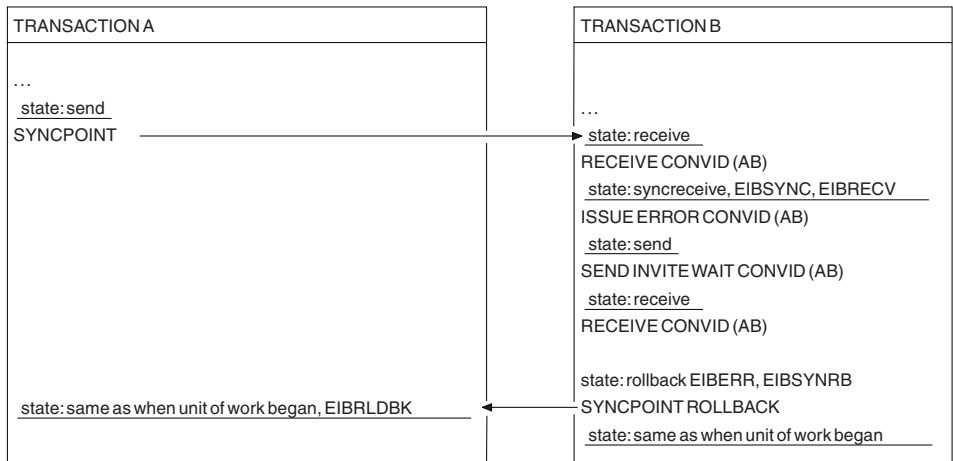 TRANSACTION A
...
state: send
SYNCPOINT
state: same as when unit of work began, EIBRLDBK
TRANSACTION B
...
state: receive
RECEIVE CONVID (AB)
state: syncreceive, EIBSYNC, EIBRECV
ISSUE ERROR CONVID (AB)
state: send
SEND INVITE WAIT CONVID (AB)
state: receive
RECEIVE CONVID (AB)
state: rollback EIBERR, EIBSYNRB
SYNCPOINT ROLLBACK
state: same as when unit of work began